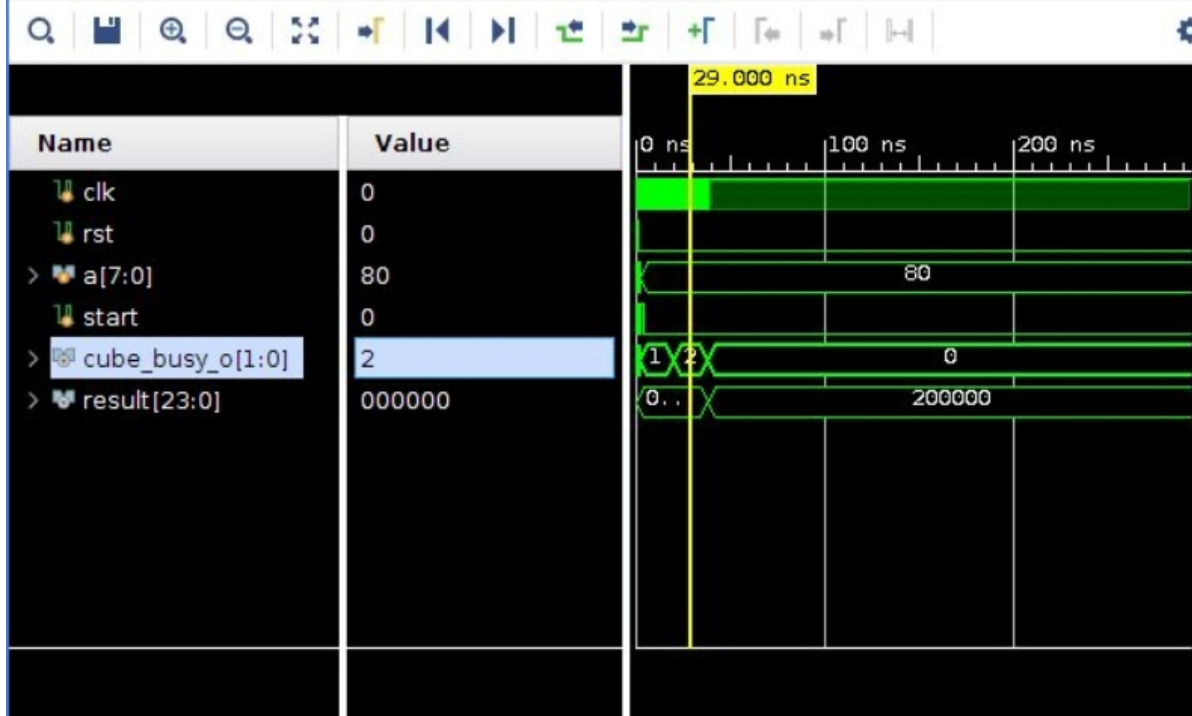 29.000 ns
Name Value 0 ns 100 ns 200 ns
clk 0
rst 0
a[7:0] 80 80
start 0
cube_busy_o[1:0] 2 1 2 0
result[23:0] 000000 0.. 200000